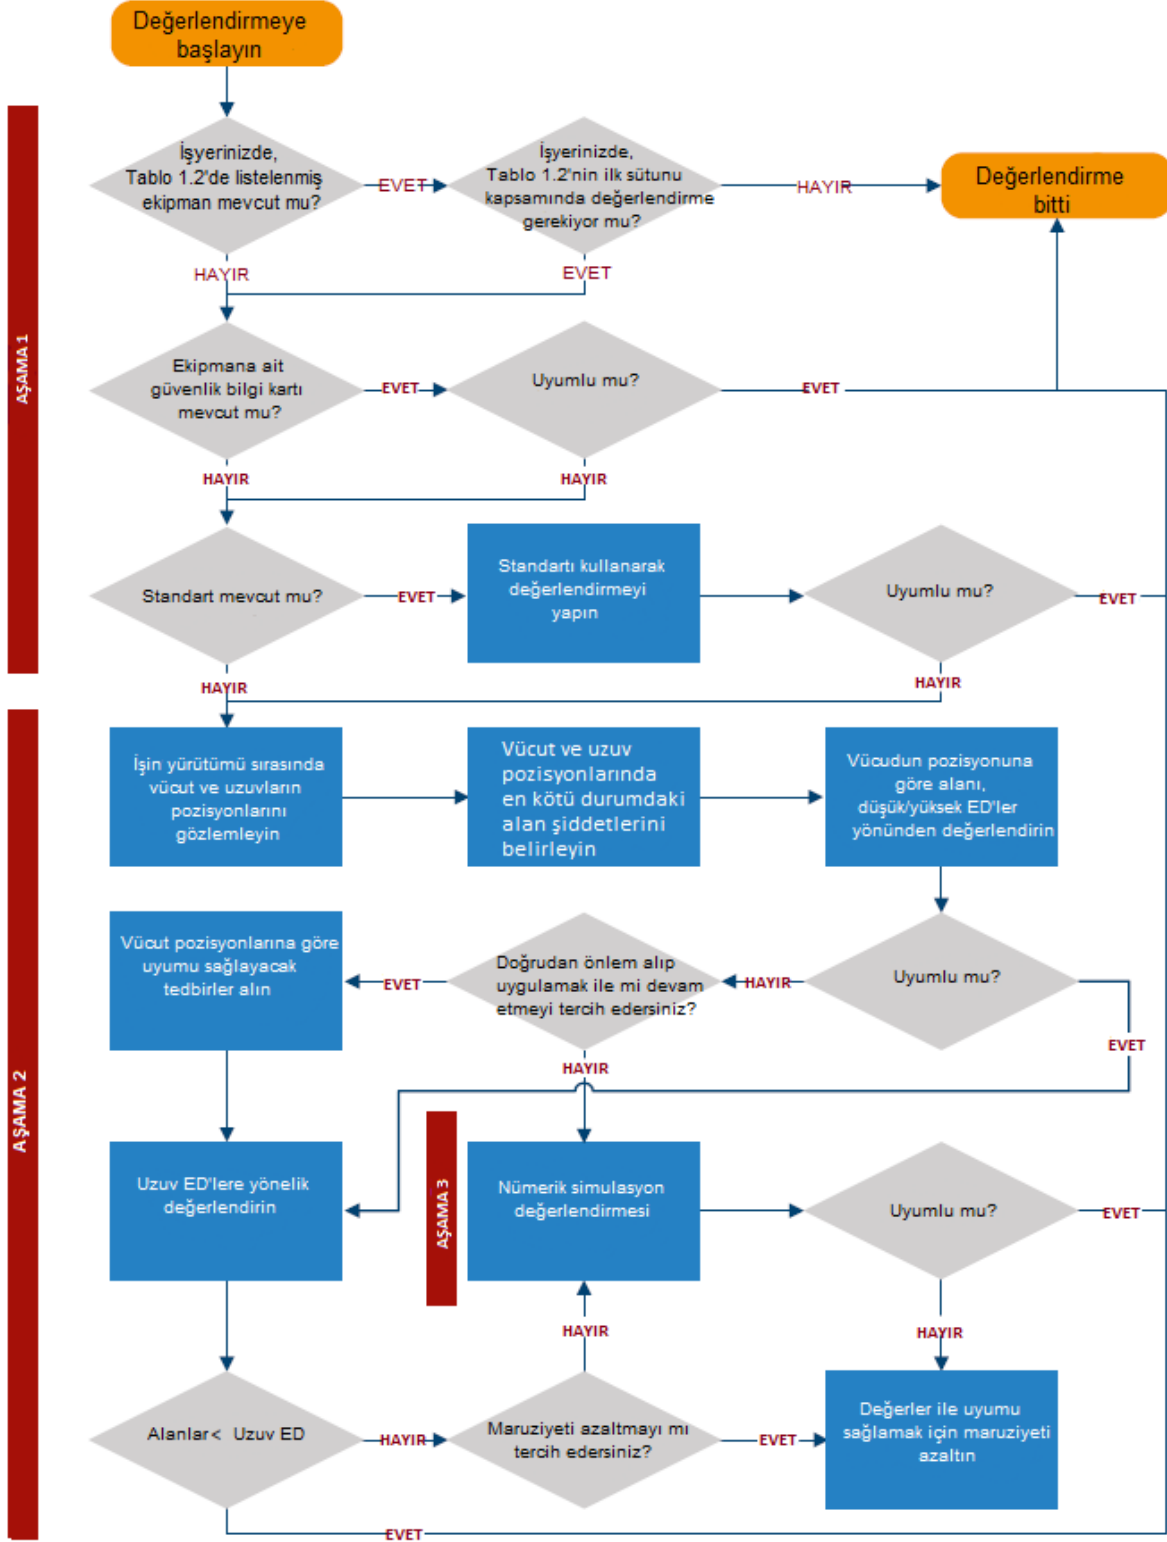 Değerlendirmeye
başlayın
AŞAMA 1
İşyerinizde,
Tablo 1.2'de listelenmiş
ekipman mevcut mu?
EVET
İşyerinizde,
Tablo 1.2'nin ilk sütunu
kapsamında değerlendirme
gerekiyor mu?
HAYIR
Değerlendirme
bitti
HAYIR
EVET
Ekipmana ait
güvenlik bilgi kartı
mevcut mu?
EVET
Uyumlu mu?
EVET
HAYIR
HAYIR
Standart mevcut mu?
EVET
Standartı kullanarak
değerlendirmeyi
yapın
Uyumlu mu?
EVET
HAYIR
HAYIR
AŞAMA 2
İşin yürütümü sırasında
vücut ve uzuvların
pozisyonlarını
gözlemleyin
Vücut ve uzuv
pozisyonlarında
en kötü durumdaki
alan şiddetlerini
belirleyin
Vücudun pozisyonuna
göre alanı,
düşük/yüksek ED'ler
yönünden değerlendirin
Vücut pozisyonlarına göre
uyumu sağlayacak
tedbirler alın
EVET
Doğrudan önlem alıp
uygulamak ile mi devam
etmeyi tercih edersiniz?
HAYIR
Uyumlu mu?
EVET
HAYIR
Uzuv ED'lere yönelik
değerlendirin
AŞAMA 3
Nümerik simulasyon
değerlendirmesi
Uyumlu mu?
EVET
HAYIR
HAYIR
Alanlar< Uzuv ED
HAYIR
Maruziyeti azaltmayı mı
tercih edersiniz?
EVET
Değerler ile uyumu
sağlamak için maruziyeti
azaltın
EVET